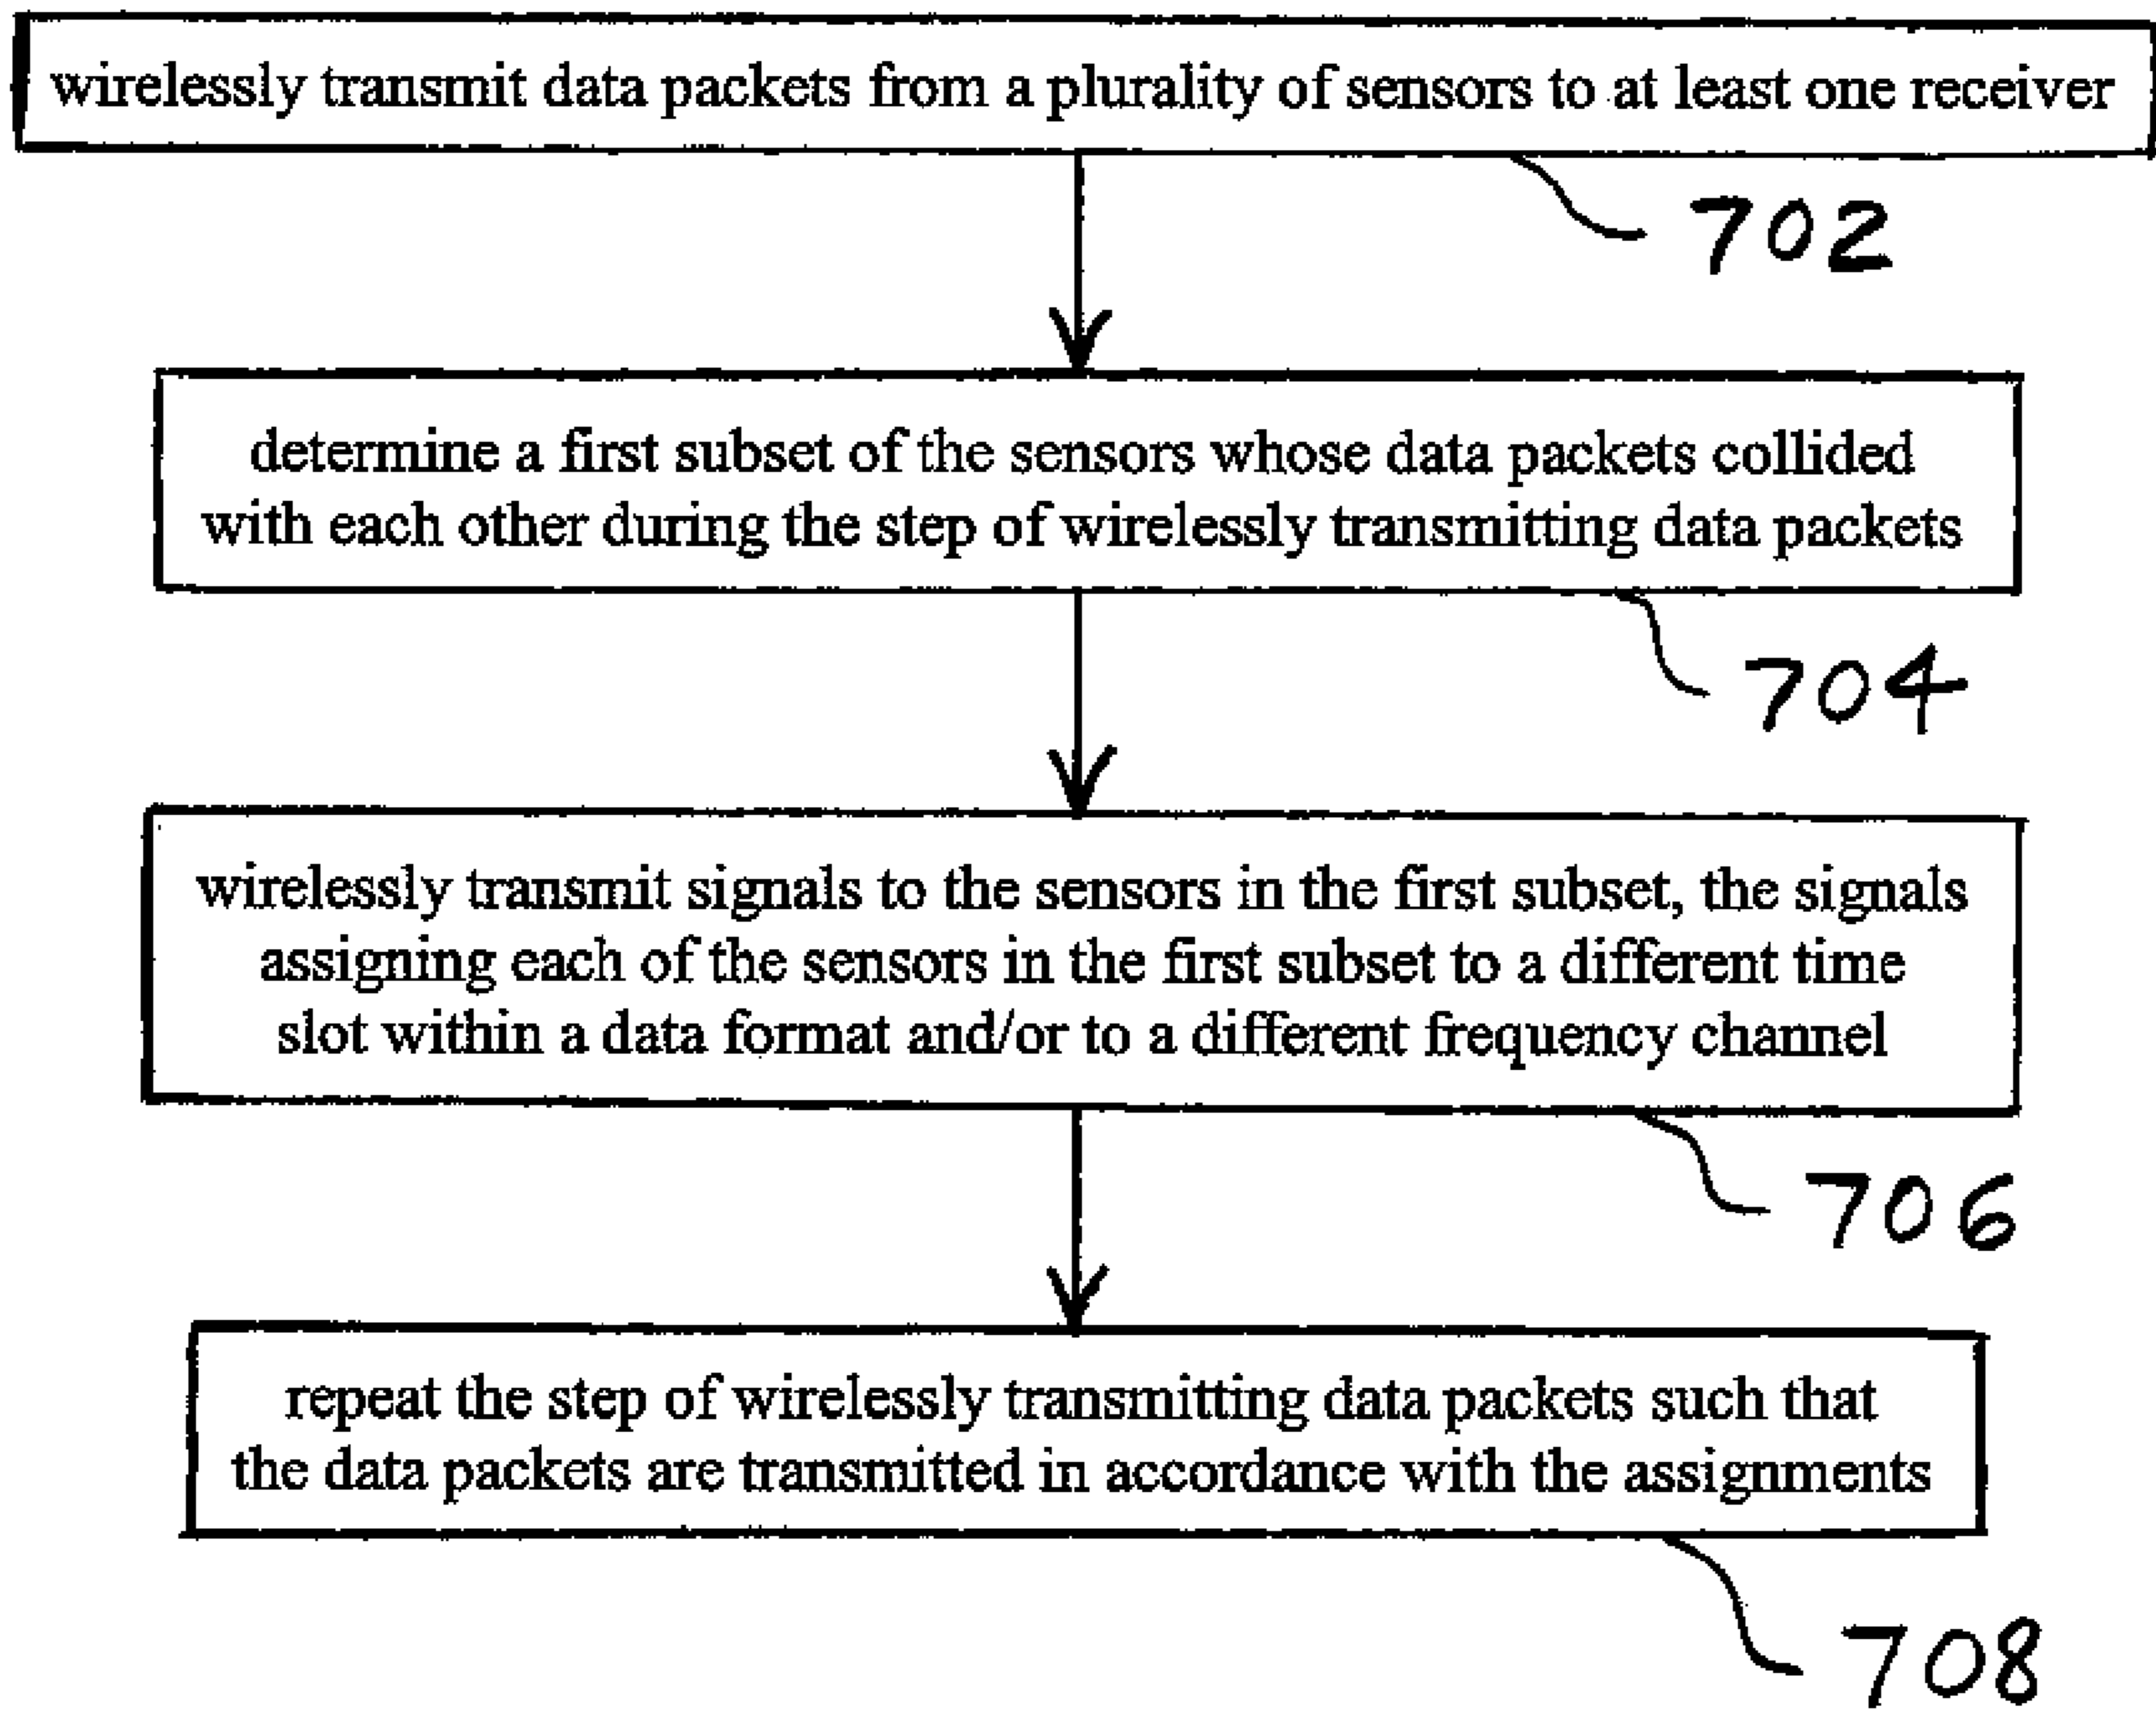 wirelessly transmit data packets from a plurality of sensors to at least one receiver
702
determine a first subset of the sensors whose data packets collided
with each other during the step of wirelessly transmitting data packets
704
wirelessly transmit signals to the sensors in the first subset, the signals
assigning each of the sensors in the first subset to a different time
slot within a data format and/or to a different frequency channel
706
repeat the step of wirelessly transmitting data packets such that
the data packets are transmitted in accordance with the assignments
708